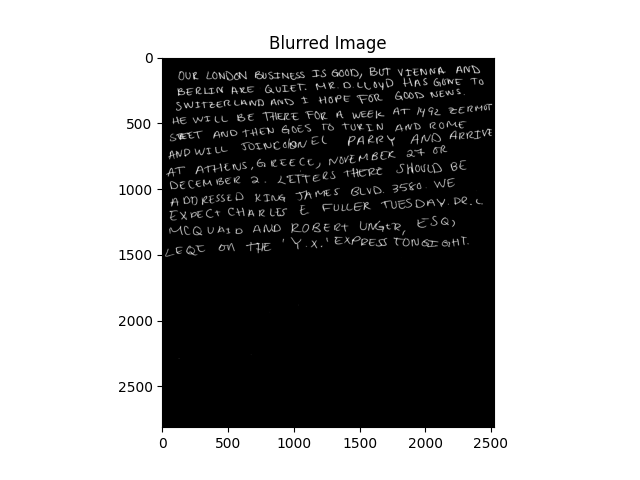 Blurred Image
OUR LONDON BUSINESS IS GOOD, BUT VIENNA AND
BERLIN ARE QUIET. MR. D. LLOYD HAS GONE TO
SWITZERLAND AND I HOPE FOR GOOD NEWS.
HE WILL BE THERE FOR A WEEK AT 1492 ZERMOT
STREET AND THEN GOES TO TURIN AND ROME
AND WILL JOIN COLONEL PARRY AND ARRIVE
AT ATHENS, GREECE, NOVEMBER 27 OR
DECEMBER 2. LETTERS THERE SHOULD BE
ADDRESSED KING JAMES BLVD. 3580. WE
EXPECT CHARLES E FULLER TUESDAY. DR. L
MCQUAID AND ROBERT UNGER, ESQ,
ON THE 'Y.X.' EXPRESS TONGIGHT.
0
500
1000
1500
2000
2500
0 500 1000 1500 2000 2500